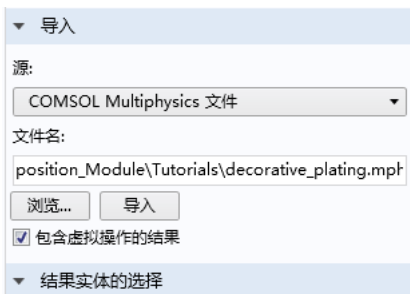 导入
源:
COMSOL Multiphysics 文件
文件名:
position_Module\Tutorials\decorative_plating.mph
浏览... 导入
包含虚拟操作的结果
结果实体的选择